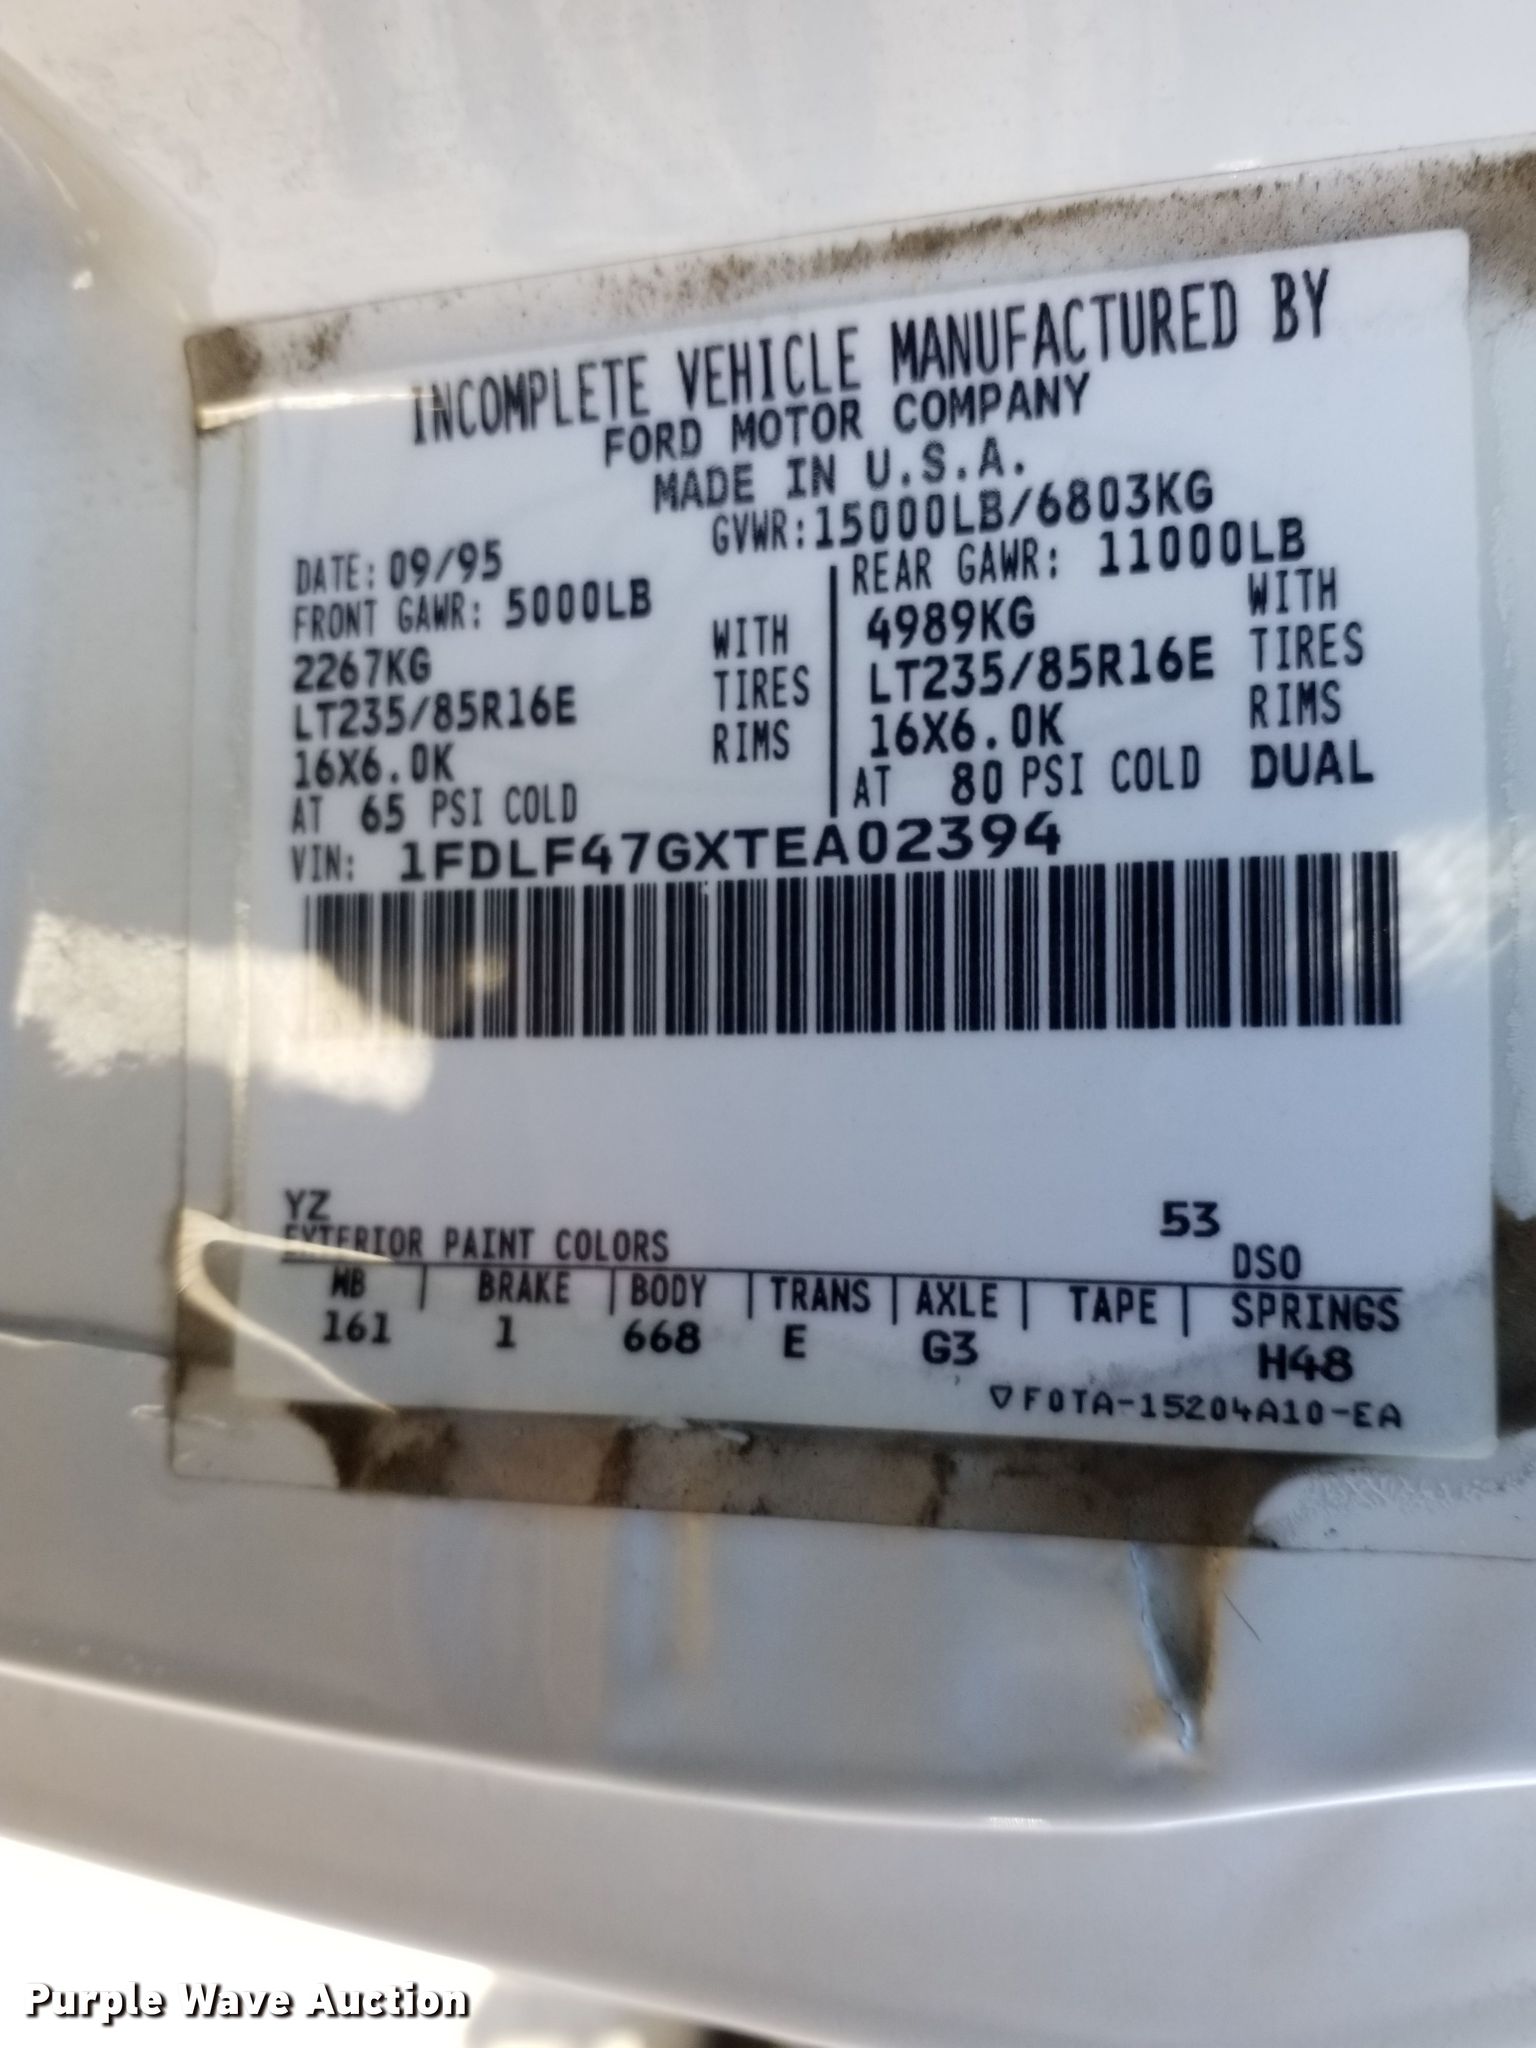 INCOMPLETE VEHICLE MANUFACTURED BY
FORD MOTOR COMPANY
MADE IN U.S.A.
DATE: 09/95 GVWR: 15000LB/6803KG
FRONT GAWR: 5000LB REAR GAWR: 11000LB
2267KG WITH 4989KG WITH
LT235/85R16E TIRES LT235/85R16E TIRES
16X6.0K RIMS 16X6.0K RIMS
AT 65 PSI COLD AT 80 PSI COLD DUAL
VIN: 1FDLF47GXTEA02394
YZ 53
EXTERIOR PAINT COLORS DSO
WB | BRAKE | BODY | TRANS | AXLE | TAPE | SPRINGS
161 1 668 E G3 H48
▽F0TA-15204A10-EA
Purple Wave Auction